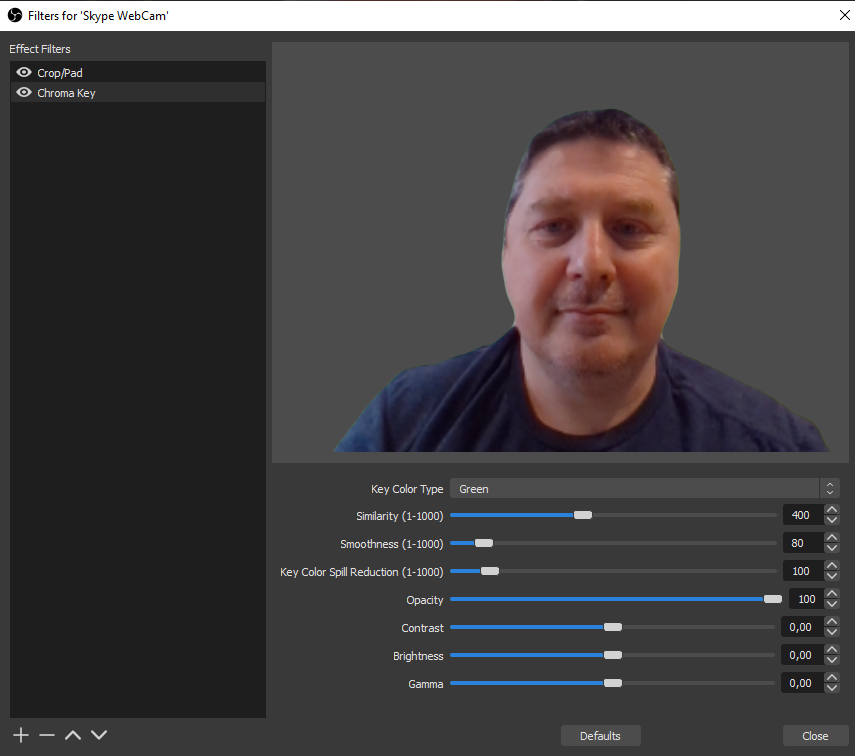 Filters for 'Skype WebCam'
Effect Filters
Crop/Pad
Chroma Key
Key Color Type Green
Similarity (1-1000) 400
Smoothness (1-1000) 80
Key Color Spill Reduction (1-1000) 100
Opacity 100
Contrast 0,00
Brightness 0,00
Gamma 0,00
Defaults Close